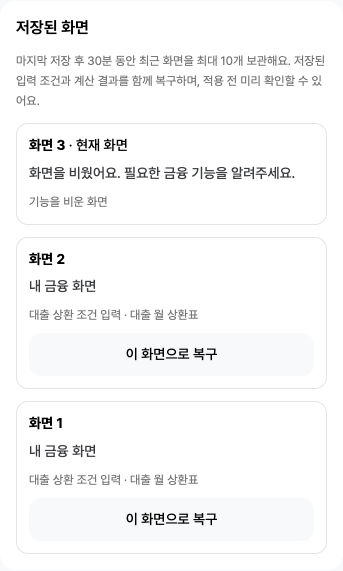 저장된 화면
마지막 저장 후 30분 동안 최근 화면을 최대 10개 보관해요. 저장된
입력 조건과 계산 결과를 함께 복구하며, 적용 전 미리 확인할 수 있
어요.
화면 3 · 현재 화면
화면을 비웠어요. 필요한 금융 기능을 알려주세요.
기능을 비운 화면
화면 2
내 금융 화면
대출 상환 조건 입력 · 대출 월 상환표
이 화면으로 복구
화면 1
내 금융 화면
대출 상환 조건 입력 · 대출 월 상환표
이 화면으로 복구